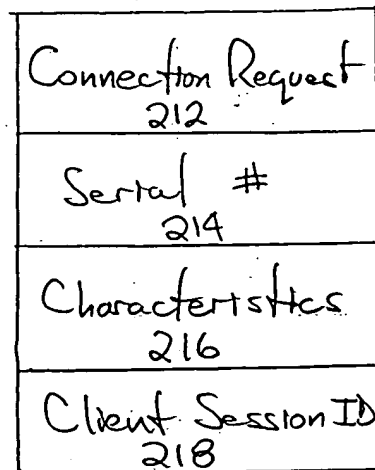 Connection Request
212
Serial #
214
Characteristics
216
Client Session ID
218